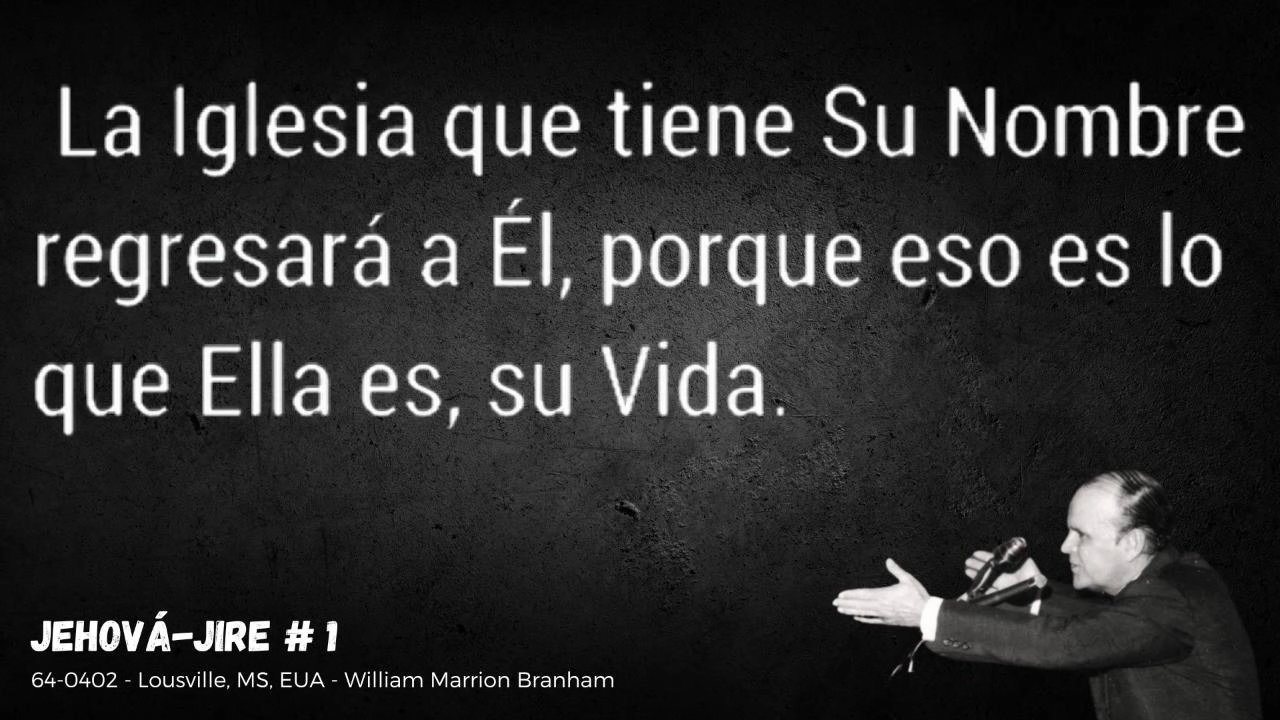 La Iglesia que tiene Su Nombre
regresará a Él, porque eso es lo
que Ella es, su Vida.
JEHOVÁ-JIRE # 1
64-0402 - Lousville, MS, EUA - William Marrion Branham